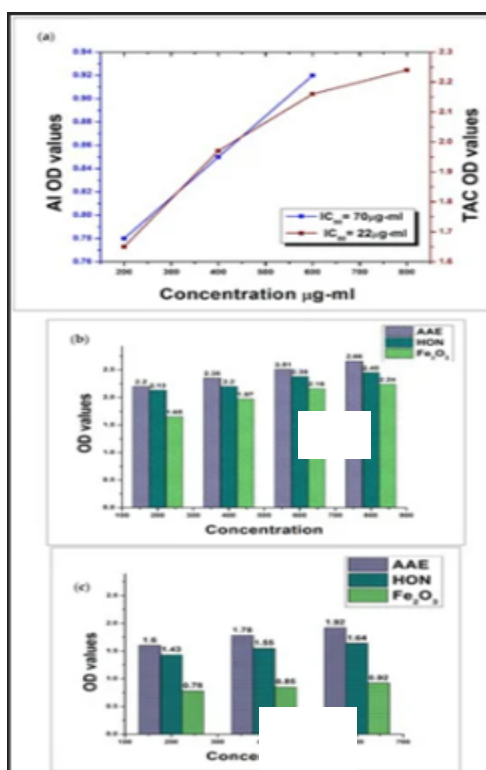 (a)
0.94
0.92
0.90
0.88
0.86
0.84
0.82
0.80
0.78
0.76
AI OD values
2.3
2.2
2.1
2.0
1.9
1.8
1.7
1.6
TAC OD values
IC = 70µg-ml
IC = 22µg-ml
200 300 400 500 600 700 800
Concentration µg-ml
(b)
AAE
HON
Fe₂O₃
OD values
2.0
1.5
1.0
0.5
0.0
2.2 2.13 1.65
2.35 2.2 1.97
2.51 2.38 2.16
2.66 2.45 2.24
100 200 300 400 500 600 700 800 900
Concentration
(c)
AAE
HON
Fe₂O₃
OD values
2.0
1.5
1.0
0.5
0.0
1.6 1.43 0.78
1.78 1.55 0.85
1.92 1.64 0.92
100 200 300 700
Conce